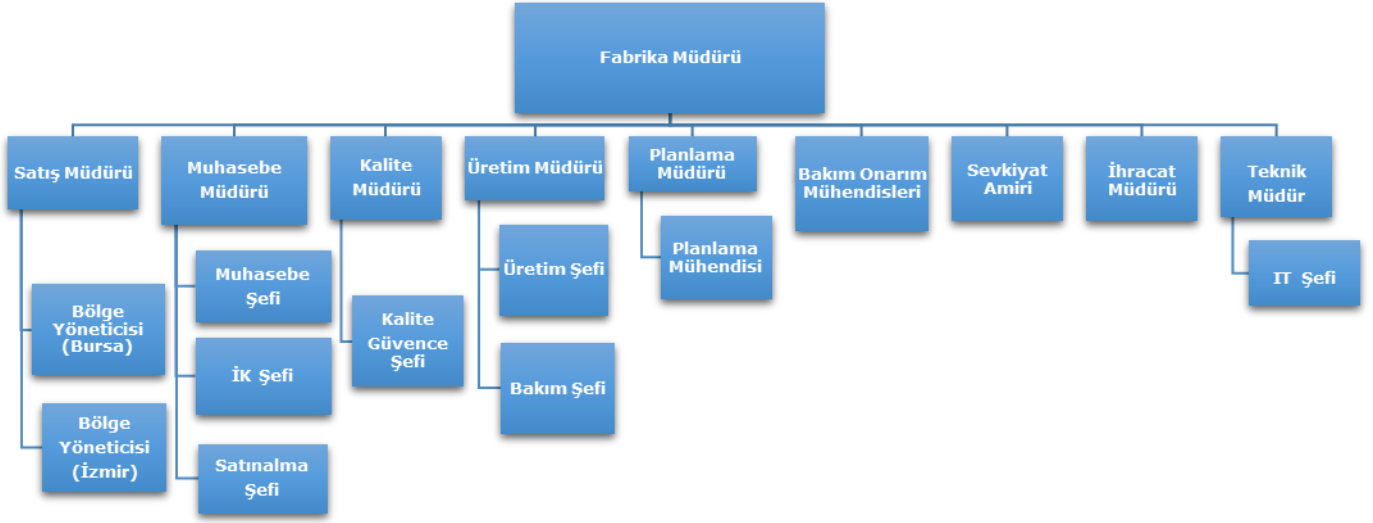 Fabrika Müdürü
Satış Müdürü
Muhasebe
Müdürü
Kalite
Müdürü
Üretim Müdürü
Planlama
Müdürü
Bakım Onarım
Mühendisleri
Sevkiyat
Amiri
İhracat
Müdürü
Teknik
Müdür
Bölge
Yöneticisi
(Bursa)
Bölge
Yöneticisi
(İzmir)
Muhasebe
Şefi
İK Şefi
Satınalma
Şefi
Kalite
Güvence
Şefi
Üretim Şefi
Bakım Şefi
Planlama
Mühendisi
IT Şefi